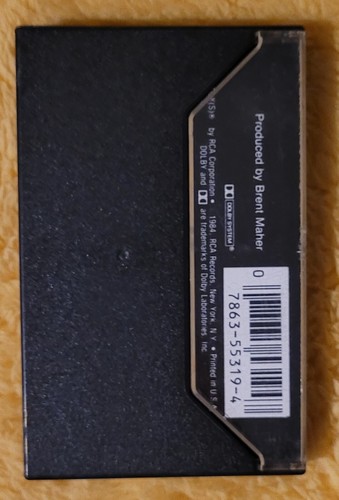 Produced by Brent Maher
DOLBY SYSTEM®
by RCA Corporation • 1984, RCA Records, New York, N.Y. • Printed in U.S.A.
DOLBY and are trademarks of Dolby Laboratories, Inc.
0
7863-55319-4